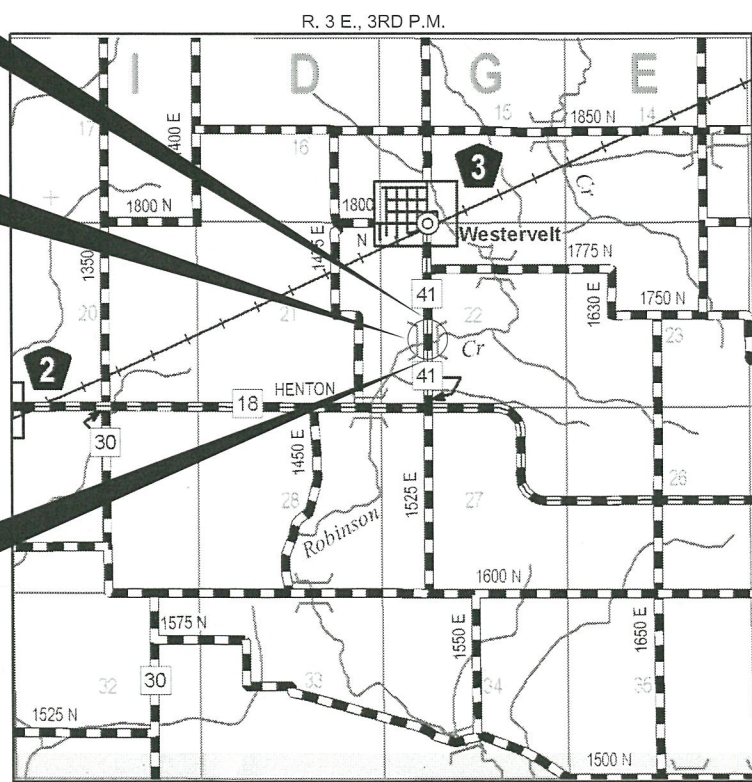 R. 3 E., 3RD P.M.
I D G E
17
400 E
16
15
1850 N
14
3
1800 N
1800
N
Westervelt
Cr
1350
1775 N
41
20
21
22
1630 E
1750 N
23
2
Cr
41
HENTON
18
30
1450 E
1525 E
28
27
26
Robinson
1600 N
1575 N
1550 E
1650 E
32
30
33
34
35
1525 N
1500 N